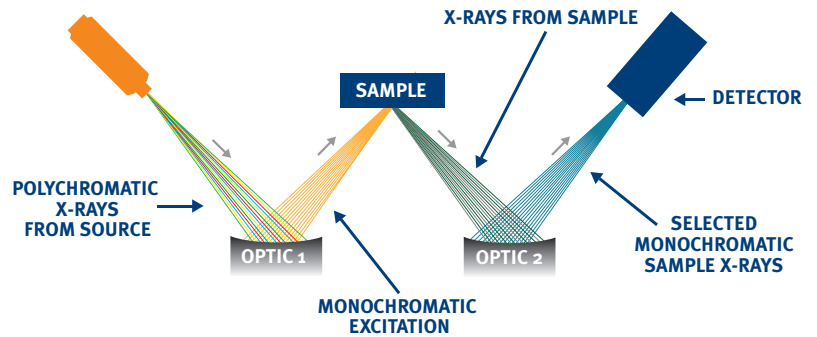 X-RAYS FROM SAMPLE
SAMPLE
DETECTOR
POLYCHROMATIC
X-RAYS
FROM SOURCE
OPTIC 1
OPTIC 2
SELECTED
MONOCHROMATIC
SAMPLE X-RAYS
MONOCHROMATIC
EXCITATION